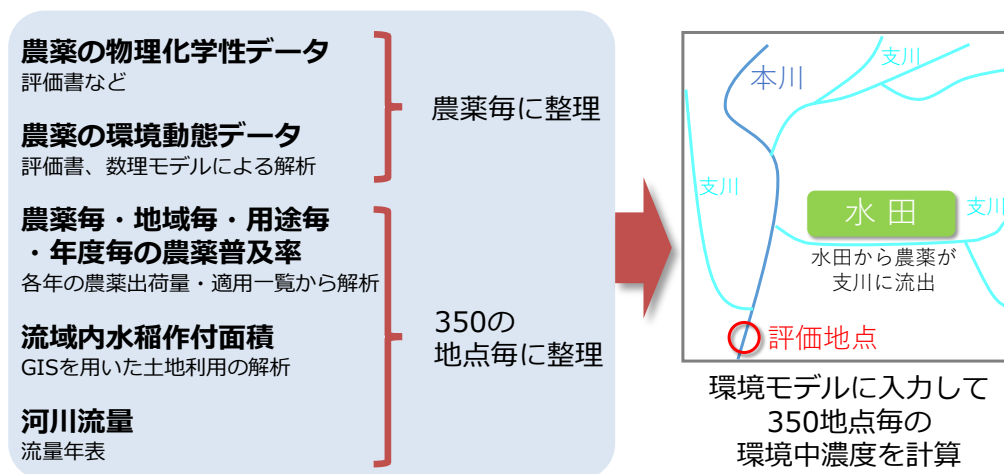 農薬の物理化学性データ
評価書など
農薬の環境動態データ
評価書、数理モデルによる解析
農薬毎に整理
農薬毎・地域毎・用途毎
・年度毎の農薬普及率
各年の農薬出荷量・適用一覧から解析
流域内水稲作付面積
GISを用いた土地利用の解析
河川流量
流量年表
350の
地点毎に整理
本川
支川
支川
水田
支川
水田から農薬が
支川に流出
評価地点
環境モデルに入力して
350地点毎の
環境中濃度を計算